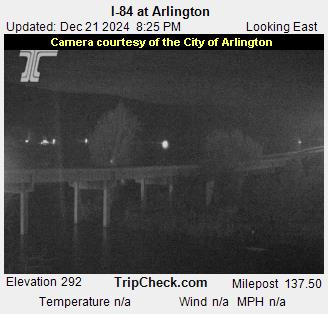 I-84 at Arlington
Updated: Dec 21 2024 8:25 PM Looking East
Camera courtesy of the City of Arlington
Elevation 292 TripCheck.com Milepost 137.50
Temperature n/a Wind n/a MPH n/a